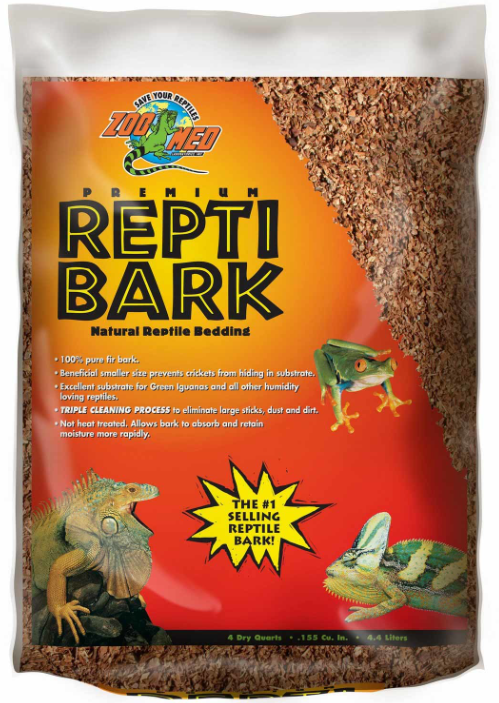 SAVE YOUR REPTILES
ZOO MED
PREMIUM
REPTI
BARK
Natural Reptile Bedding
• 100% pure fir bark.
• Beneficial smaller size prevents crickets from hiding in substrate.
• Excellent substrate for Green Iguanas and all other humidity
loving reptiles.
• TRIPLE CLEANING PROCESS to eliminate large sticks, dust and dirt.
• Not heat treated. Allows bark to absorb and retain
moisture more rapidly.
THE #1
SELLING
REPTILE
BARK!
4 Dry Quarts • .155 Cu. In. • 4.4 Liters